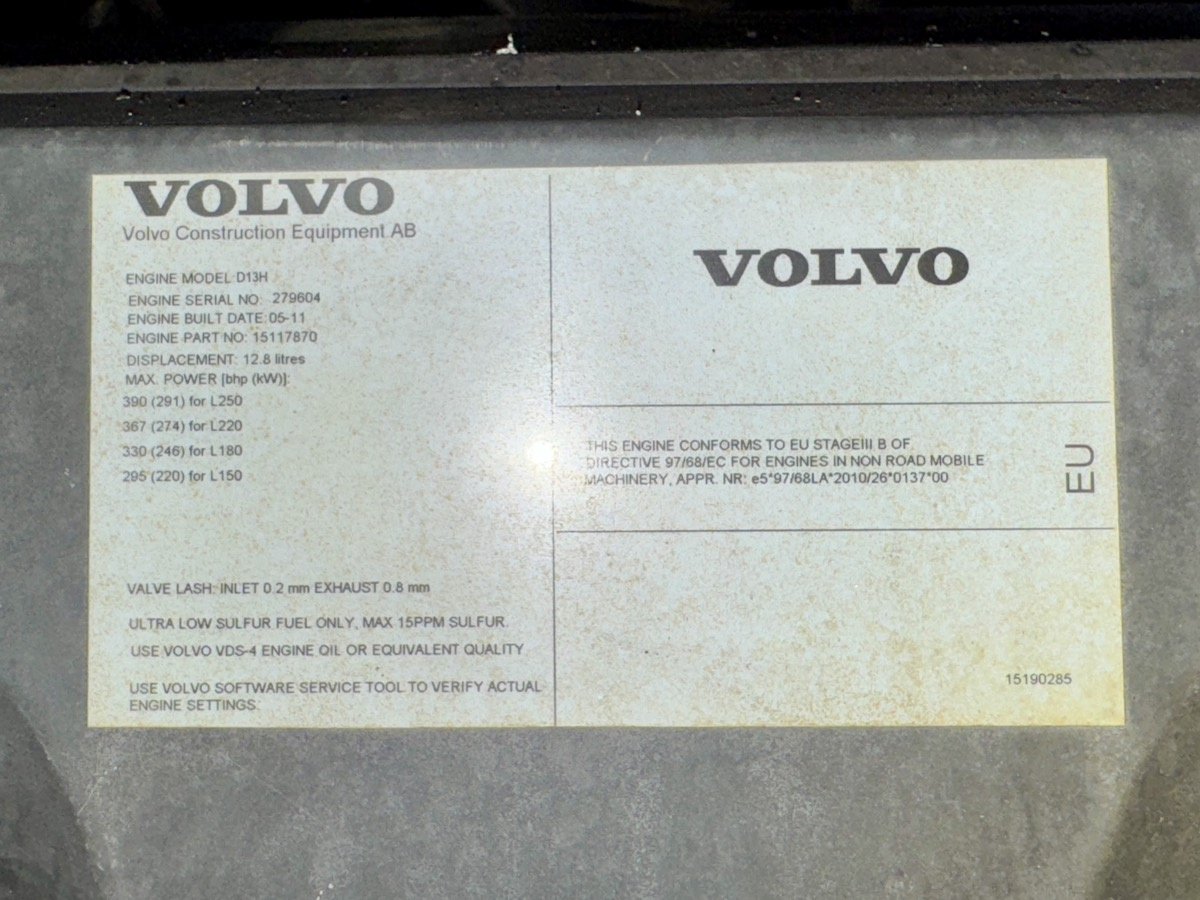 VOLVO
Volvo Construction Equipment AB
ENGINE MODEL: D13H
ENGINE SERIAL NO: 279604
ENGINE BUILT DATE: 05-11
ENGINE PART NO: 15117870
DISPLACEMENT: 12.8 litres
MAX. POWER [bhp (kW)]:
390 (291) for L250
367 (274) for L220
330 (246) for L180
295 (220) for L150
VALVE LASH: INLET 0.2 mm EXHAUST 0.8 mm
ULTRA LOW SULFUR FUEL ONLY, MAX 15PPM SULFUR.
USE VOLVO VDS-4 ENGINE OIL OR EQUIVALENT QUALITY
USE VOLVO SOFTWARE SERVICE TOOL TO VERIFY ACTUAL
ENGINE SETTINGS.
VOLVO
THIS ENGINE CONFORMS TO EU STAGEIII B OF
DIRECTIVE 97/68/EC FOR ENGINES IN NON ROAD MOBILE
MACHINERY, APPR. NR: e5*97/68LA*2010/26*0137*00
EU
15190285